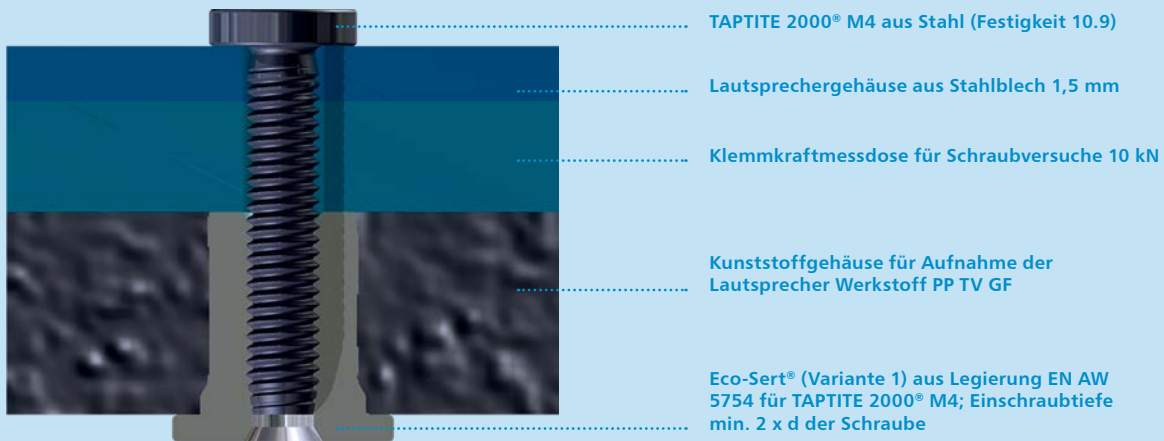 TAPTITE 2000® M4 aus Stahl (Festigkeit 10.9)
Lautsprechergehäuse aus Stahlblech 1,5 mm
Klemmkraftmessdose für Schraubversuche 10 kN
Kunststoffgehäuse für Aufnahme der
Lautsprecher Werkstoff PP TV GF
Eco-Sert® (Variante 1) aus Legierung EN AW
5754 für TAPTITE 2000® M4; Einschraubtiefe
min. 2 x d der Schraube